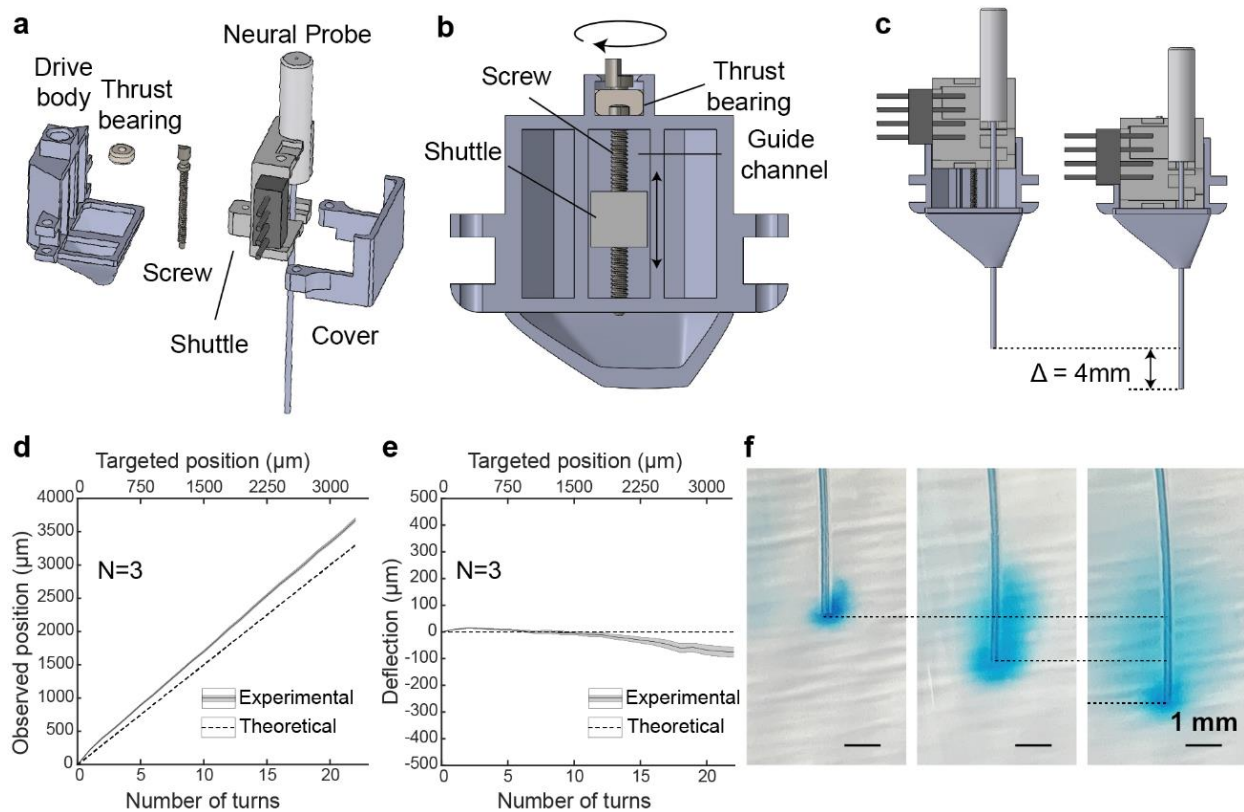 a
Neural Probe
Drive
body
Thrust
bearing
Screw
Shuttle
Cover
b
Screw
Thrust
bearing
Shuttle
Guide
channel
c
Δ = 4mm
d
Targeted position (µm)
0 750 1500 2250 3000
4000
3500
3000
2500
2000
1500
1000
500
0
Observed position (µm)
N=3
Experimental
Theoretical
0 5 10 15 20
Number of turns
e
Targeted position (µm)
0 750 1500 2250 3000
500
400
300
200
100
0
-100
-200
-300
-400
-500
Deflection (µm)
N=3
Experimental
Theoretical
0 5 10 15 20
Number of turns
f
1 mm